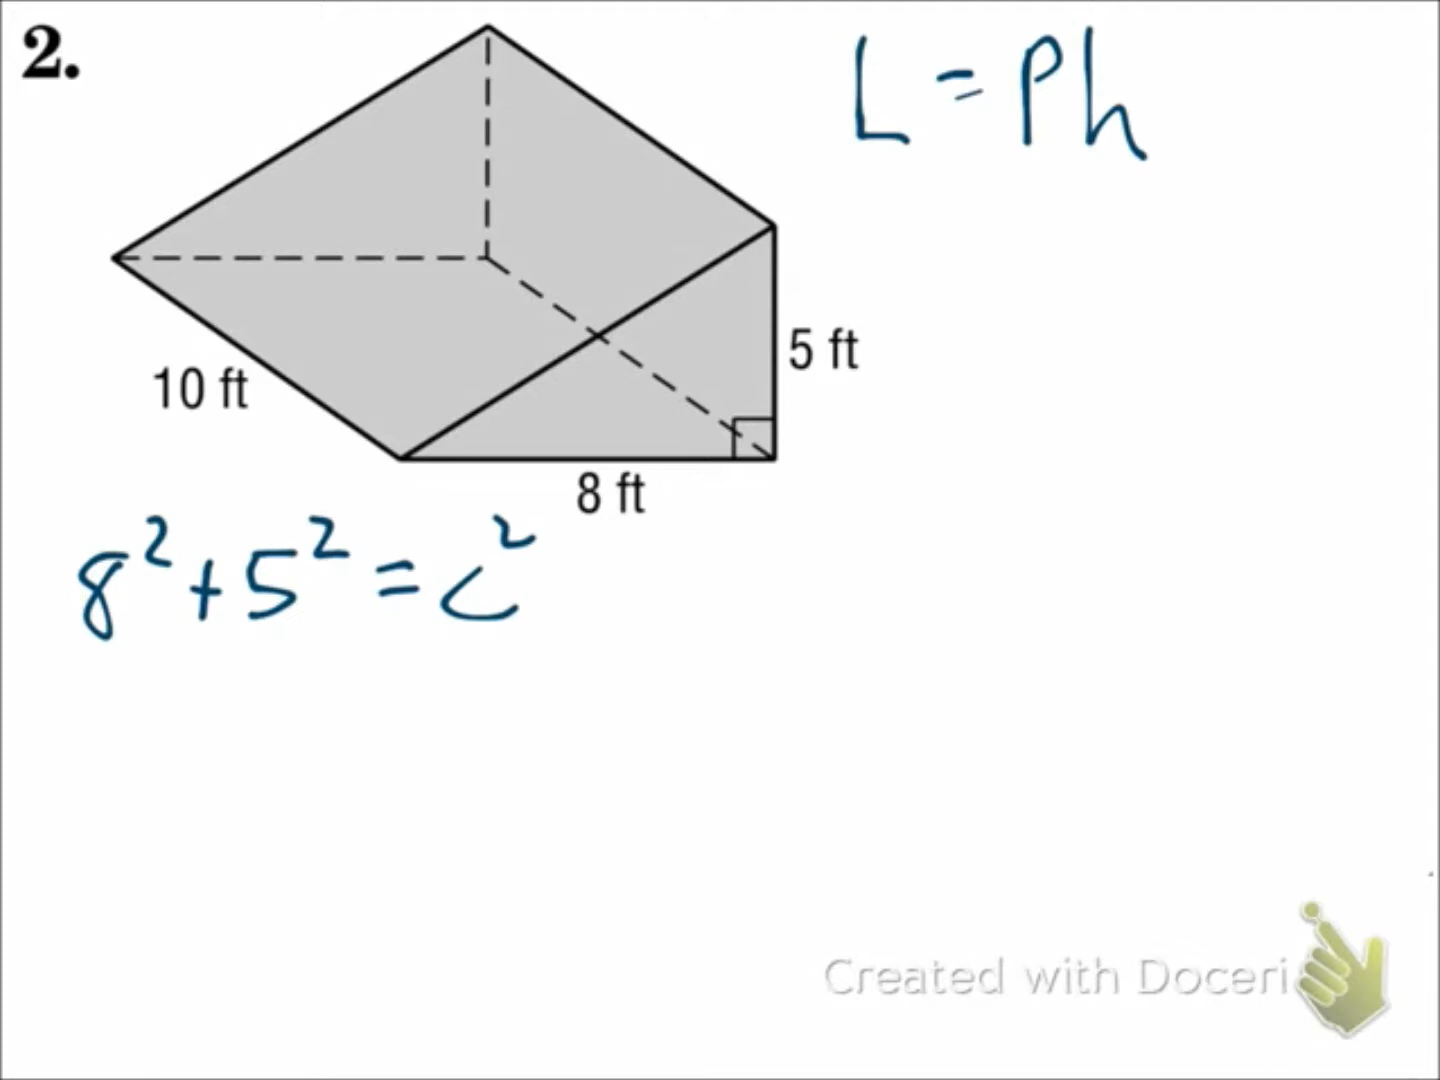 2.
L = Ph
5 ft
10 ft
8 ft
8² + 5² = c²
Created with Doceri